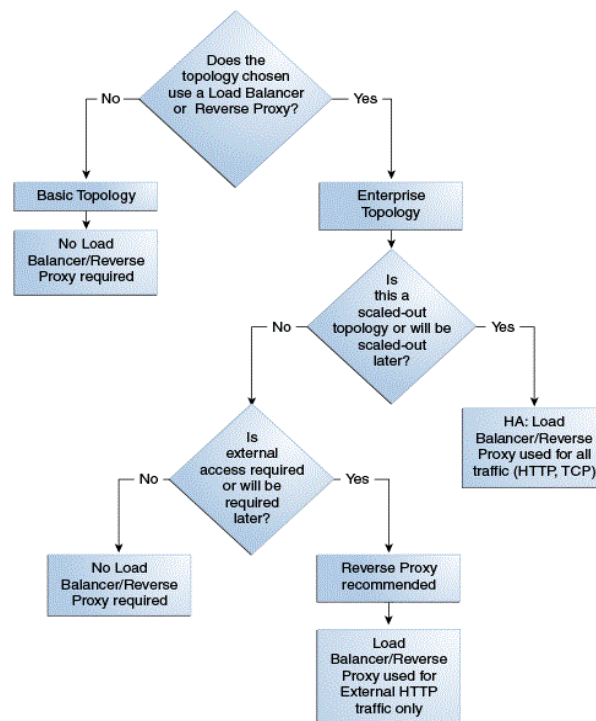 Does the
topology chosen
use a Load Balancer
or Reverse Proxy?
No
Yes
Basic Topology
Enterprise
Topology
No Load
Balancer/Reverse
Proxy required
Is
this a
scaled-out
topology or will be
scaled-out
later?
No
Yes
HA: Load
Balancer/Reverse
Proxy used for all
traffic (HTTP, TCP)
Is
external
access required
or will be
required
later?
No
Yes
No Load
Balancer/Reverse
Proxy required
Reverse Proxy
recommended
Load
Balancer/Reverse
Proxy used for
External HTTP
traffic only